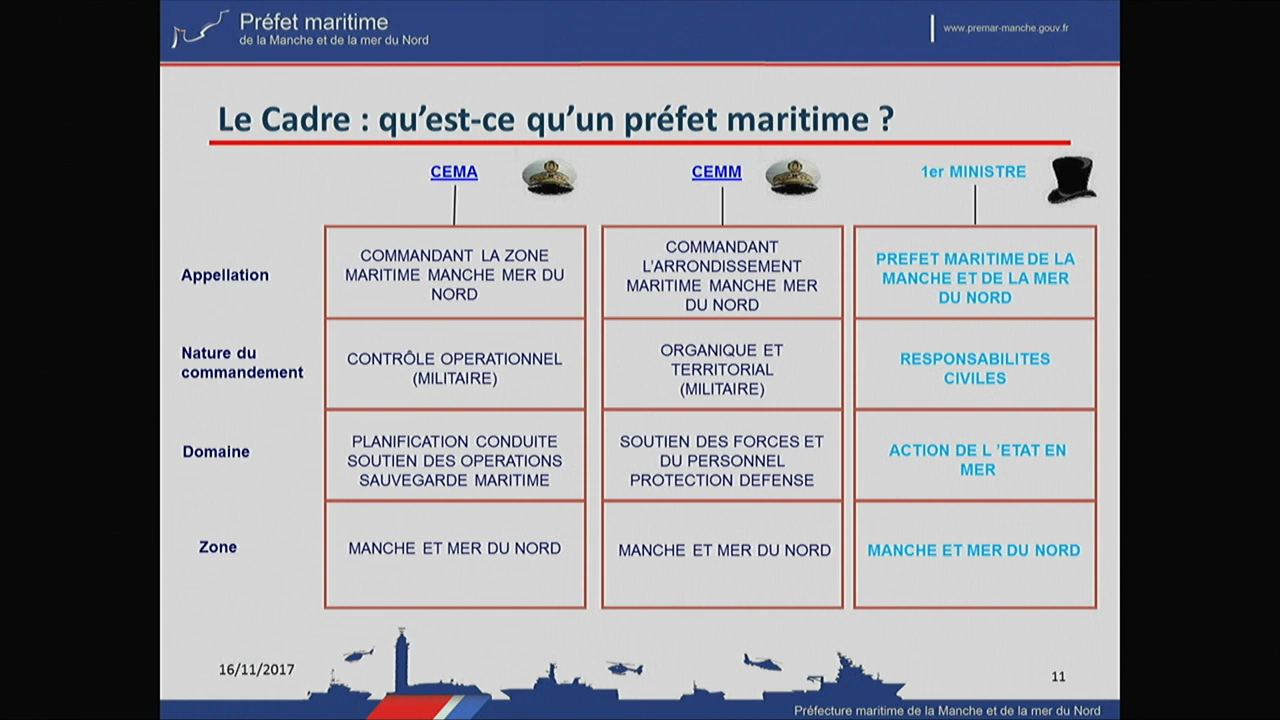 Préfet maritime
de la Manche et de la mer du Nord
www.premar-manche.gouv.fr
Le Cadre : qu’est-ce qu’un préfet maritime ?
CEMA
CEMM
1er MINISTRE
Appellation
COMMANDANT LA ZONE
MARITIME MANCHE MER DU
NORD
COMMANDANT
L’ARRONDISSEMENT
MARITIME MANCHE MER
DU NORD
PREFET MARITIME DE LA
MANCHE ET DE LA MER
DU NORD
Nature du
commandement
CONTRÔLE OPERATIONNEL
(MILITAIRE)
ORGANIQUE ET
TERRITORIAL
(MILITAIRE)
RESPONSABILITES
CIVILES
Domaine
PLANIFICATION CONDUITE
SOUTIEN DES OPERATIONS
SAUVEGARDE MARITIME
SOUTIEN DES FORCES ET
DU PERSONNEL
PROTECTION DEFENSE
ACTION DE L ’ETAT EN
MER
Zone
MANCHE ET MER DU NORD
MANCHE ET MER DU NORD
MANCHE ET MER DU NORD
16/11/2017
11
Préfecture maritime de la Manche et de la mer du Nord